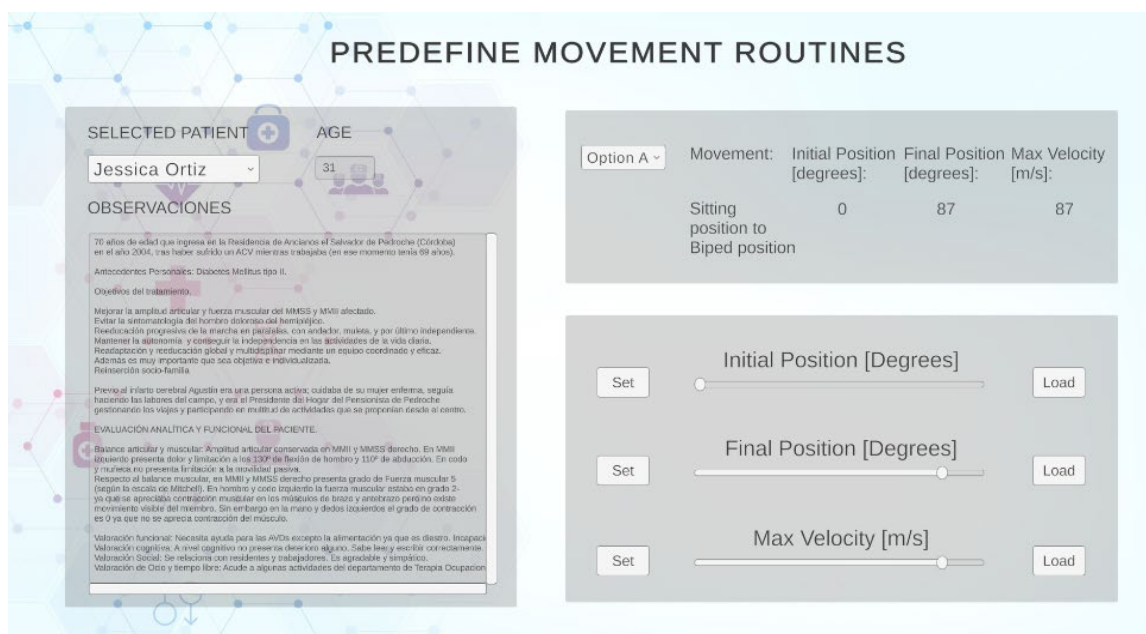 PREDEFINE MOVEMENT ROUTINES
SELECTED PATIENT
AGE
Jessica Ortiz
31
OBSERVACIONES
70 años de edad que ingresa en la Residencia de Ancianos el Salvador de Pedroche (Córdoba)
en el año 2004, tras haber sufrido un ACV mientras trabajaba (en ese momento tenía 69 años).
Antecedentes Personales: Diabetes Mellitus tipo II.
Objetivos del tratamiento.
Mejorar la amplitud articular y fuerza muscular del MMSS y MMII afectado.
Evitar la sintomatología del hombro doloroso del hemipléjico.
Reeducación progresiva de la marcha en paralelas, con andador, muleta, y por último independiente.
Mantener la autonomía y conseguir la independencia en las actividades de la vida diaria.
Readaptación y reeducación global y multidisplinar mediante un equipo coordinado y eficaz.
Además es muy importante que sea objetiva e individualizada.
Reinserción socio-familia
Previo al infarto cerebral Agustín era una persona activa; cuidaba de su mujer enferma, seguía
haciendo las labores del campo, y era el Presidente del Hogar del Pensionista de Pedroche
gestionando los viajes y participando en multitud de actividades que se proponían desde el centro.
EVALUACIÓN ANALÍTICA Y FUNCIONAL DEL PACIENTE.
Balance articular y muscular: Amplitud articular conservada en MMII y MMSS derecho. En MMII
izquierdo presenta dolor y limitación a los 130º de flexión de hombro y 110º de abducción. En codo
y muñeca no presenta limitación a la movilidad pasiva.
Respecto al balance muscular, en MMII y MMSS derecho presenta grado de Fuerza muscular 5
(según la escala de Mitchell). En hombro y codo izquierdo la fuerza muscular estaba en grado 2-
ya que se apreciaba contracción muscular en los músculos de brazo y antebrazo pero no existe
movimiento visible del miembro. Sin embargo en la mano y dedos izquierdos el grado de contracción
es 0 ya que no se aprecia contracción del músculo.
Valoración funcional: Necesita ayuda para las AVDs excepto la alimentación ya que es diestro. Incapaci
Valoración cognitiva: A nivel cognitivo no presenta deterioro alguno. Sabe leer y escribir correctamente.
Valoración Social: Se relaciona con residentes y trabajadores. Es agradable y simpático.
Valoración de Ocio y tiempo libre: Acude a algunas actividades del departamento de Terapia Ocupacion
Option A
Movement:
Initial Position
[degrees]:
Final Position
[degrees]:
Max Velocity
[m/s]:
Sitting
position to
Biped position
0
87
87
Initial Position [Degrees]
Set
Load
Final Position [Degrees]
Set
Load
Max Velocity [m/s]
Set
Load